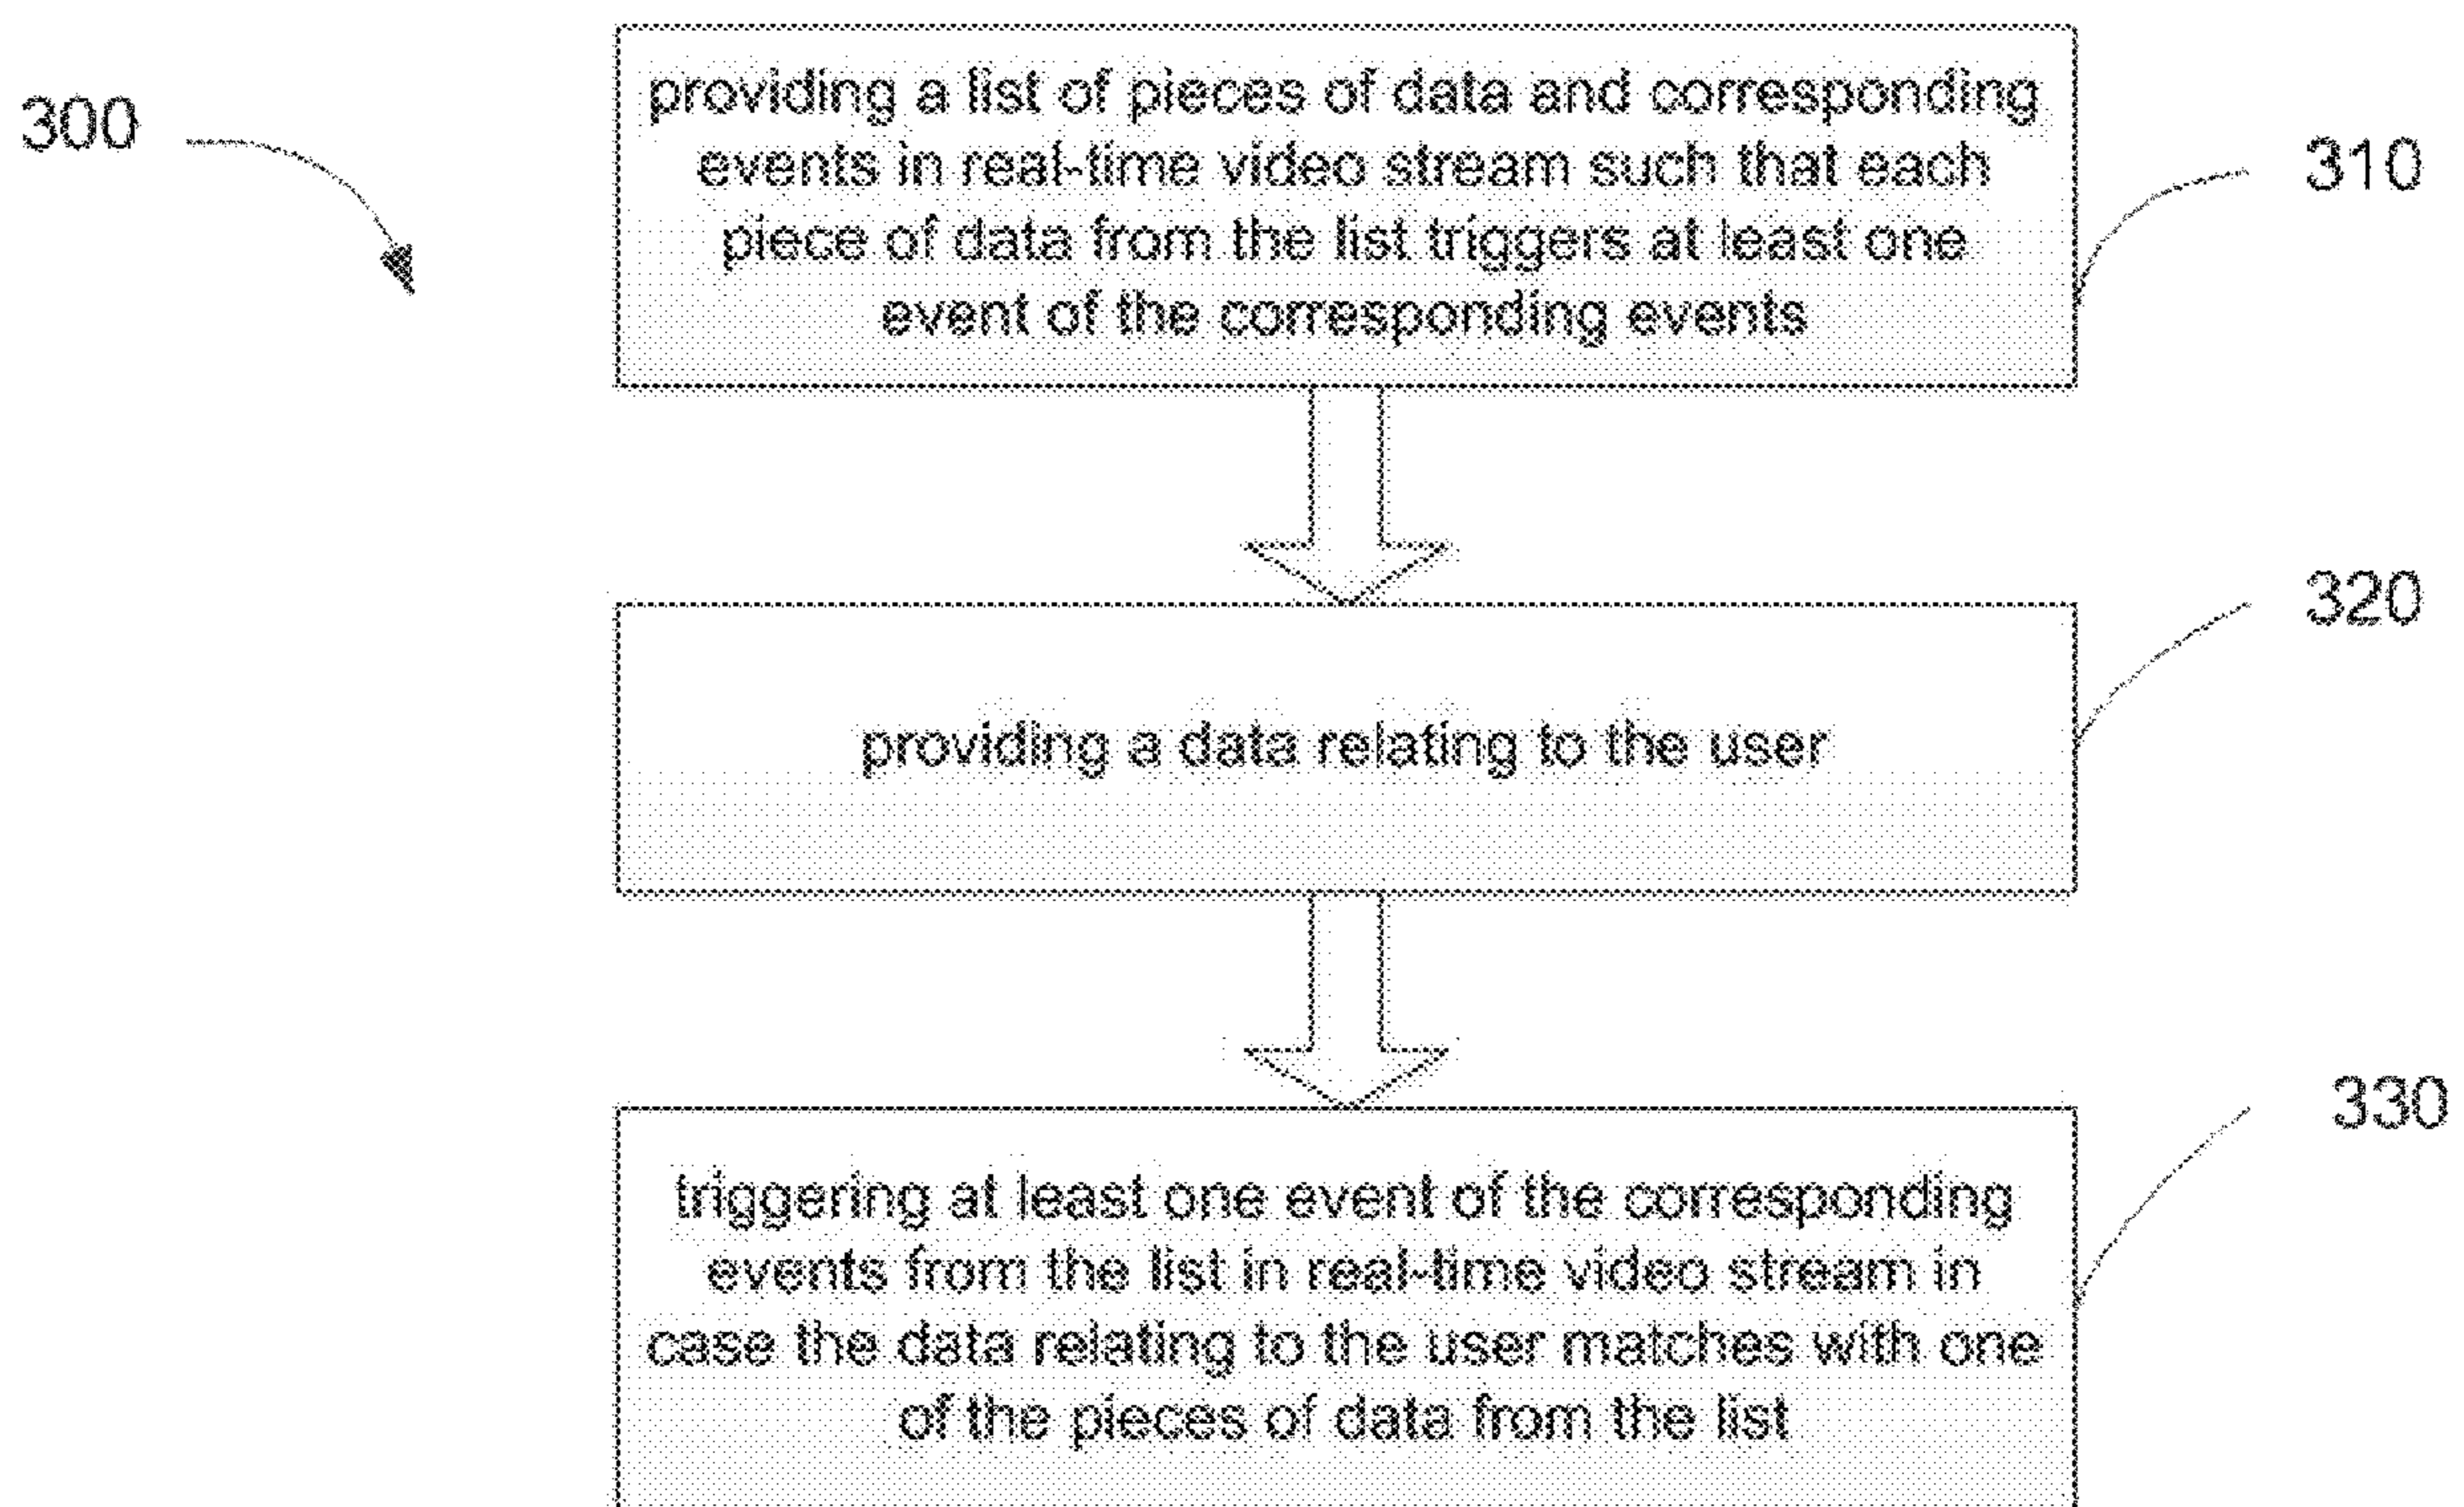 300
providing a list of pieces of data and corresponding
events in real-time video stream such that each
piece of data from the list triggers at least one
event of the corresponding events
310
providing a data relating to the user
320
triggering at least one event of the corresponding
events from the list in real-time video stream in
case the data relating to the user matches with one
of the pieces of data from the list
330